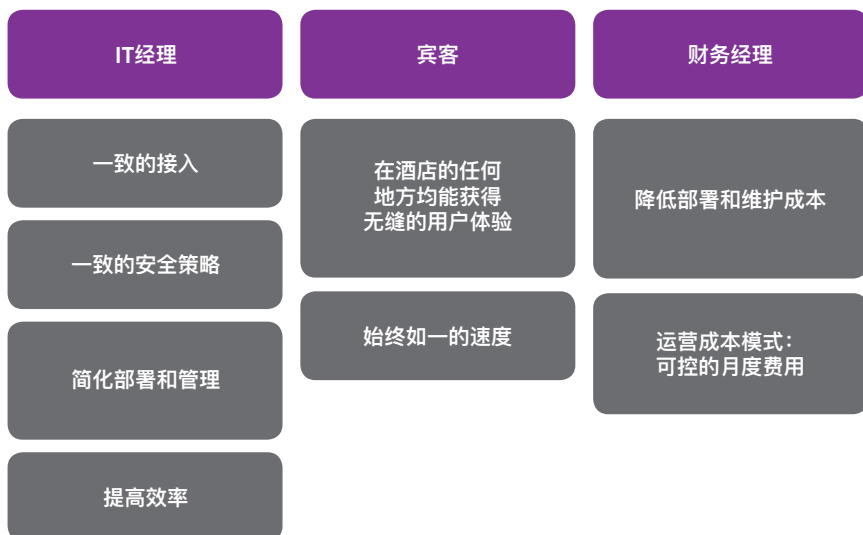 IT经理
一致的接入
一致的安全策略
简化部署和管理
提高效率
宾客
在酒店的任何
地方均能获得
无缝的用户体验
始终如一的速度
财务经理
降低部署和维护成本
运营成本模式：
可控的月度费用